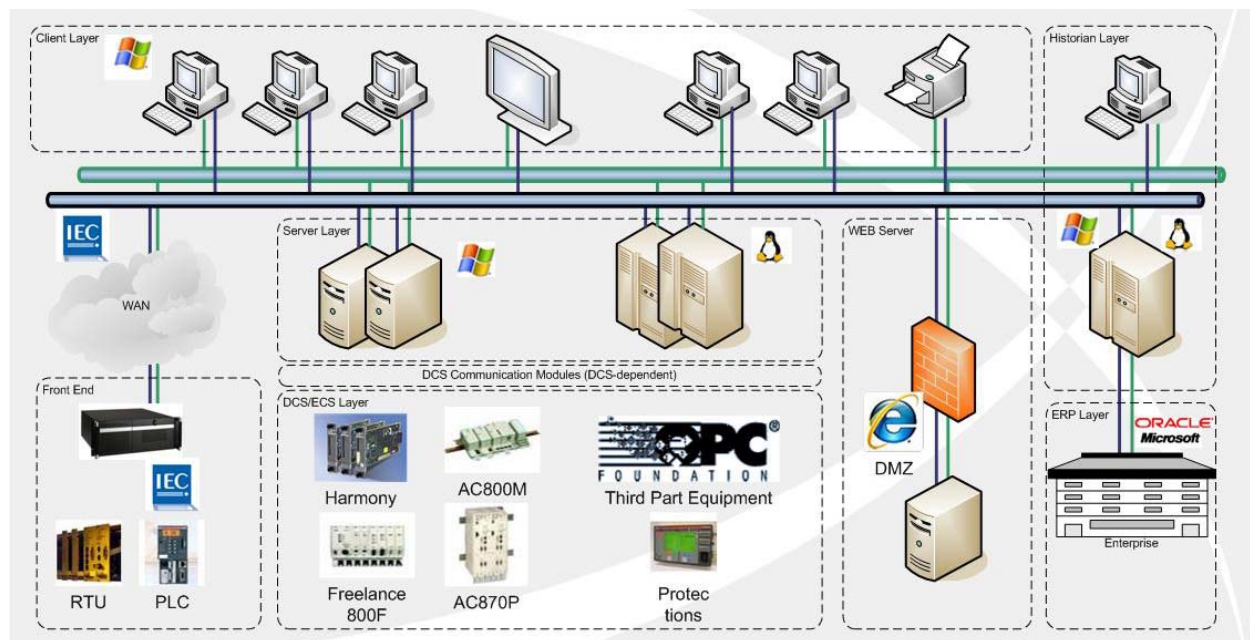 Client Layer
Historian Layer
IEC
WAN
Server Layer
WEB Server
DCS Communication Modules (DCS-dependent)
Front End
IEC
RTU
PLC
DCS/ECS Layer
Harmony
AC800M
OPC®
FOUNDATION
Third Part Equipment
Freelance
800F
AC870P
Protec
tions
DMZ
ERP Layer
ORACLE
Microsoft
Enterprise